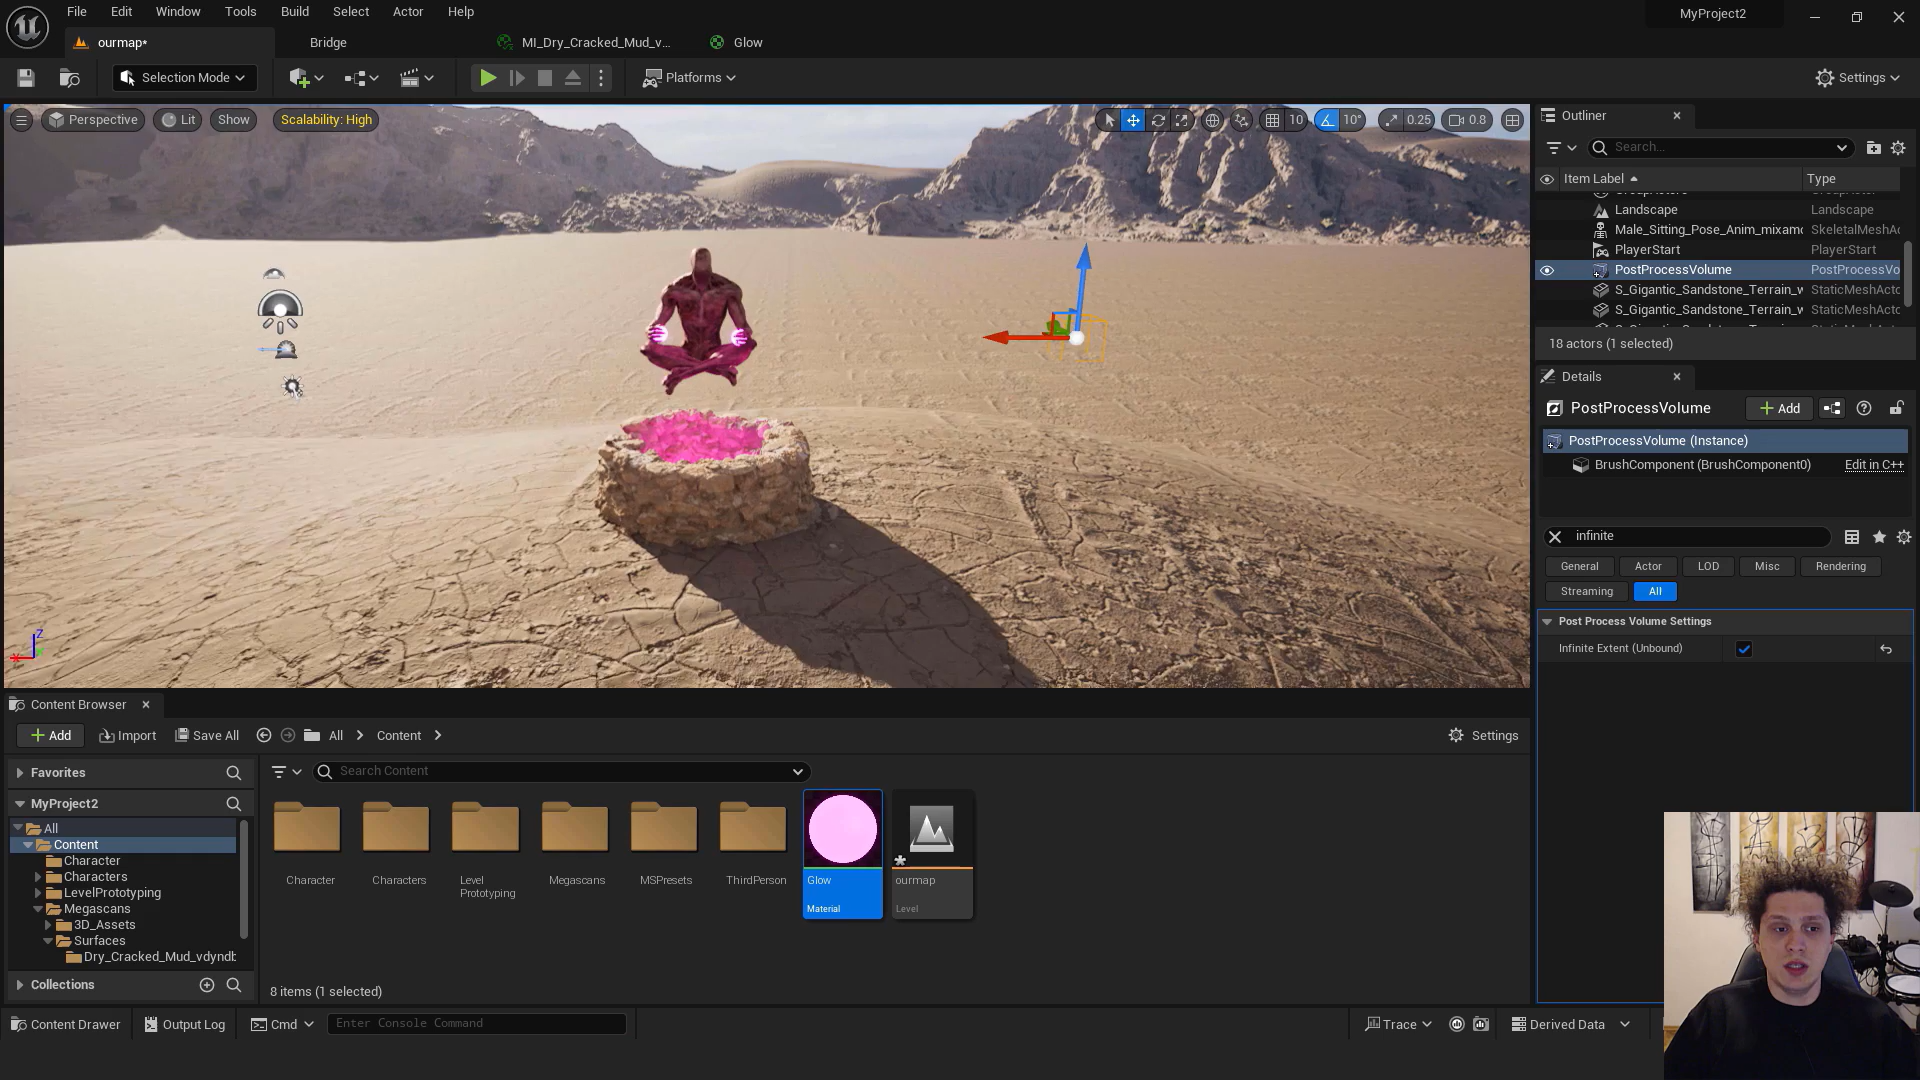 File Edit Window Tools Build Select Actor Help
MyProject2
ourmap*
Bridge
MI_Dry_Cracked_Mud_v...
Glow
Selection Mode
Platforms
Settings
Perspective
Lit
Show
Scalability: High
10
10°
0.25
0.8
Outliner
Search...
Item Label
Type
Landscape Landscape
Male_Sitting_Pose_Anim_mixamo SkeletalMeshAc
PlayerStart PlayerStart
PostProcessVolume PostProcessVo
S_Gigantic_Sandstone_Terrain_w StaticMeshActo
S_Gigantic_Sandstone_Terrain_w StaticMeshActo
18 actors (1 selected)
Details
PostProcessVolume
Add
PostProcessVolume (Instance)
BrushComponent (BrushComponent0) Edit in C++
infinite
General Actor LOD Misc Rendering
Streaming All
Post Process Volume Settings
Infinite Extent (Unbound)
Z
X
Content Browser
Add
Import
Save All
All
Content
Settings
Favorites
Search Content
MyProject2
All
Content
Character
Characters
LevelPrototyping
Megascans
3D_Assets
Surfaces
Dry_Cracked_Mud_vdyndb
Collections
Character
Characters
Level
Prototyping
Megascans
MSPresets
ThirdPerson
Glow
Material
ourmap
Level
8 items (1 selected)
Content Drawer
Output Log
Cmd
Enter Console Command
Trace
Derived Data